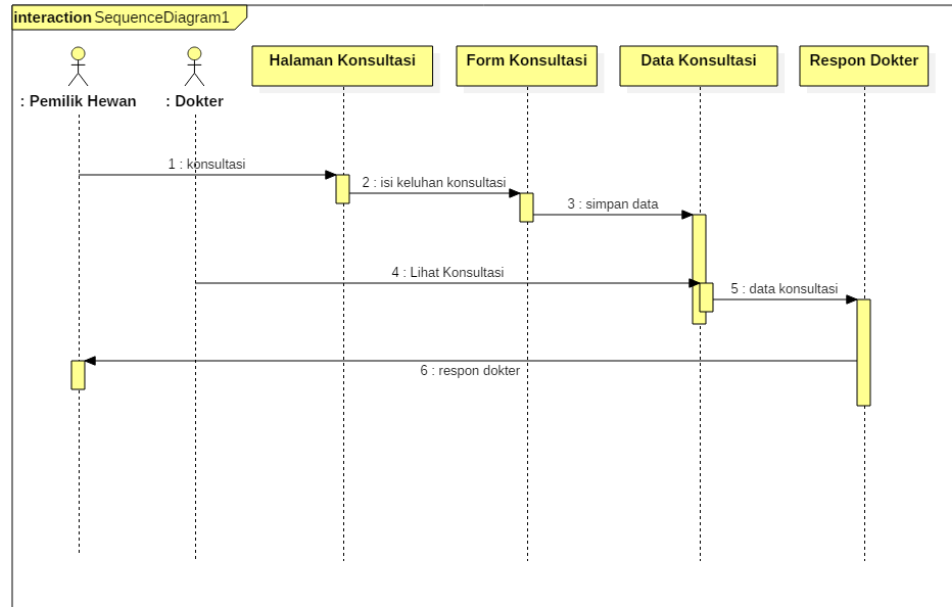 interaction SequenceDiagram1
Halaman Konsultasi
Form Konsultasi
Data Konsultasi
Respon Dokter
: Pemilik Hewan
: Dokter
1 : konsultasi
2 : isi keluhan konsultasi
3 : simpan data
4 : Lihat Konsultasi
5 : data konsultasi
6 : respon dokter